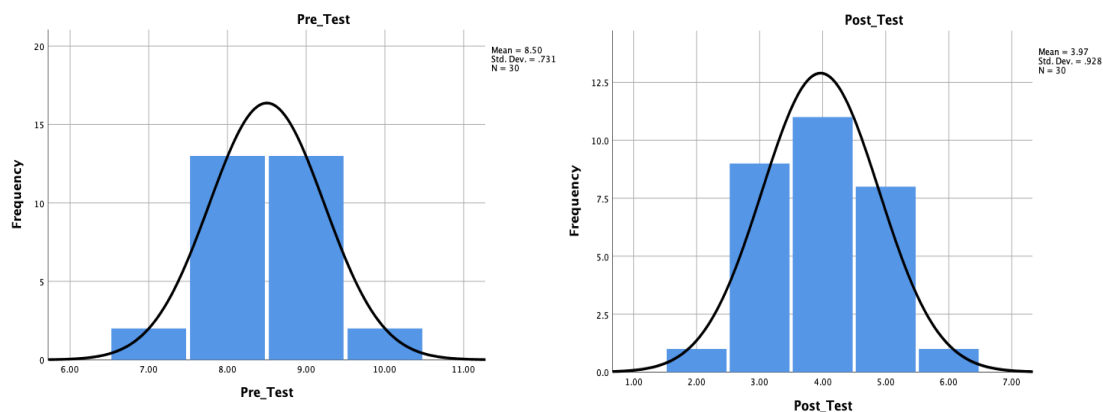 Pre_Test
20
15
10
5
0
Frequency
6.00 7.00 8.00 9.00 10.00 11.00
Pre_Test
Mean = 8.50
Std. Dev. = .731
N = 30
Post_Test
12.5
10.0
7.5
5.0
2.5
0.0
Frequency
1.00 2.00 3.00 4.00 5.00 6.00 7.00
Post_Test
Mean = 3.97
Std. Dev. = .928
N = 30